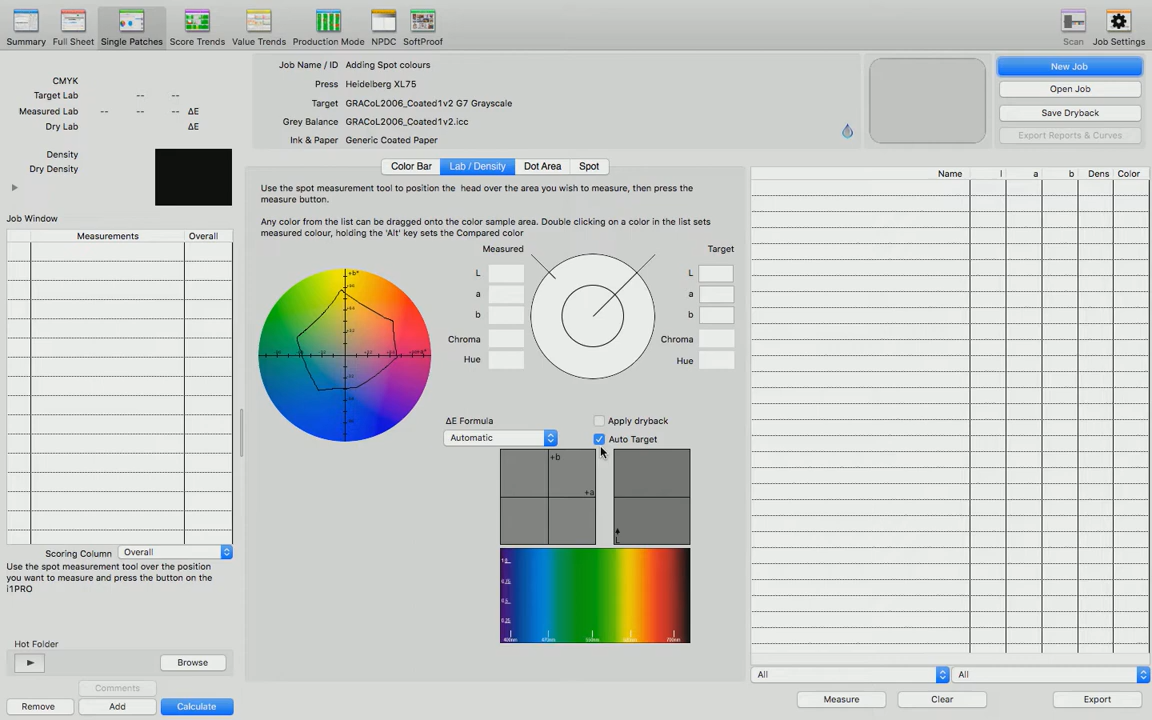 Summary Full Sheet Single Patches Score Trends Value Trends Production Mode NPDC SoftProof Scan Job Settings
CMYK
Target Lab -- --
Measured Lab -- -- -- ΔE
Dry Lab ΔE
Density
Dry Density
Job Window
Measurements Overall
Scoring Column Overall
Use the spot measurement tool over the position
you want to measure and press the button on the
i1PRO
Hot Folder
Browse
Comments
Remove Add Calculate
Job Name / ID Adding Spot colours
Press Heidelberg XL75
Target GRACoL2006_Coated1v2 G7 Grayscale
Grey Balance GRACoL2006_Coated1v2.icc
Ink & Paper Generic Coated Paper
New Job
Open Job
Save Dryback
Export Reports & Curves
Color Bar Lab / Density Dot Area Spot
Use the spot measurement tool to position the head over the area you wish to measure, then press the
measure button.
Any color from the list can be dragged onto the color sample area. Double clicking on a color in the list sets
measured colour, holding the 'Alt' key sets the Compared color
Measured Target
L L
a a
b b
Chroma Chroma
Hue Hue
+b*
ΔE Formula
Automatic
Apply dryback
Auto Target
+b
+a
L
Name l a b Dens Color
All All
Measure Clear Export